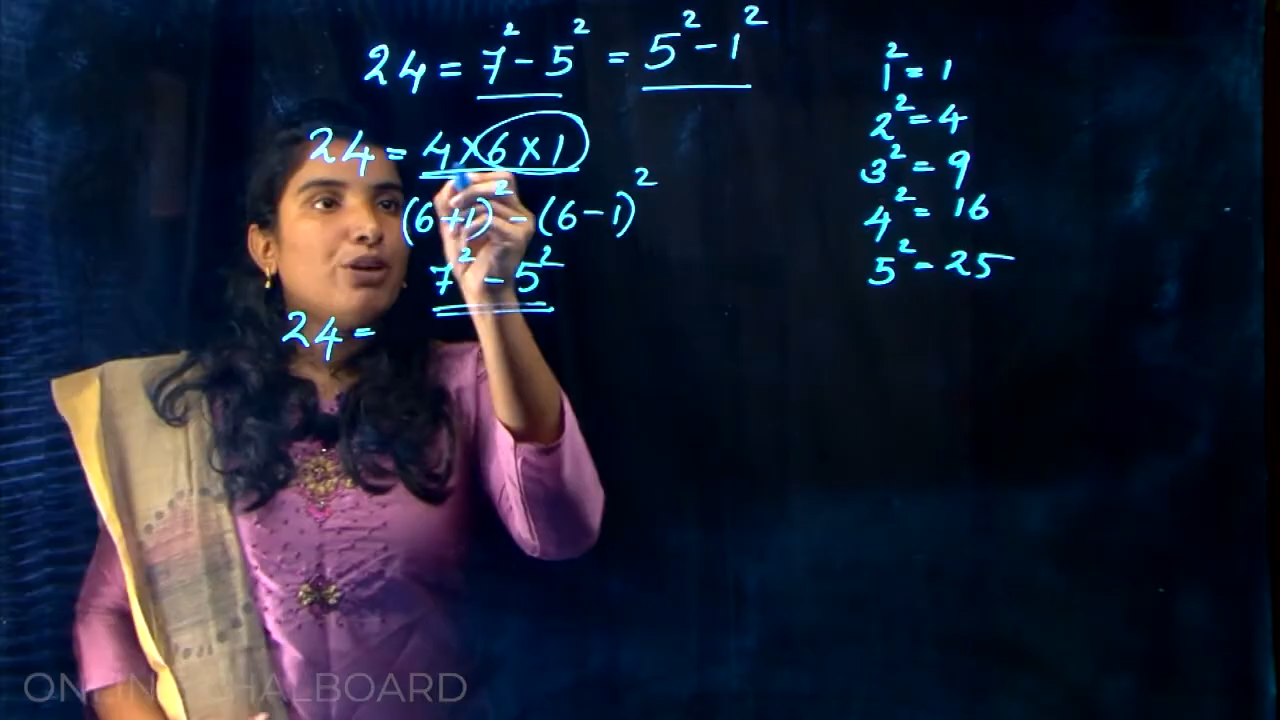 24 = 7² - 5² = 5² - 1²
24 = 4 × 6 × 1
(6+1)² - (6-1)²
7² - 5²
24 =
1² = 1
2² = 4
3² = 9
4² = 16
5² = 25